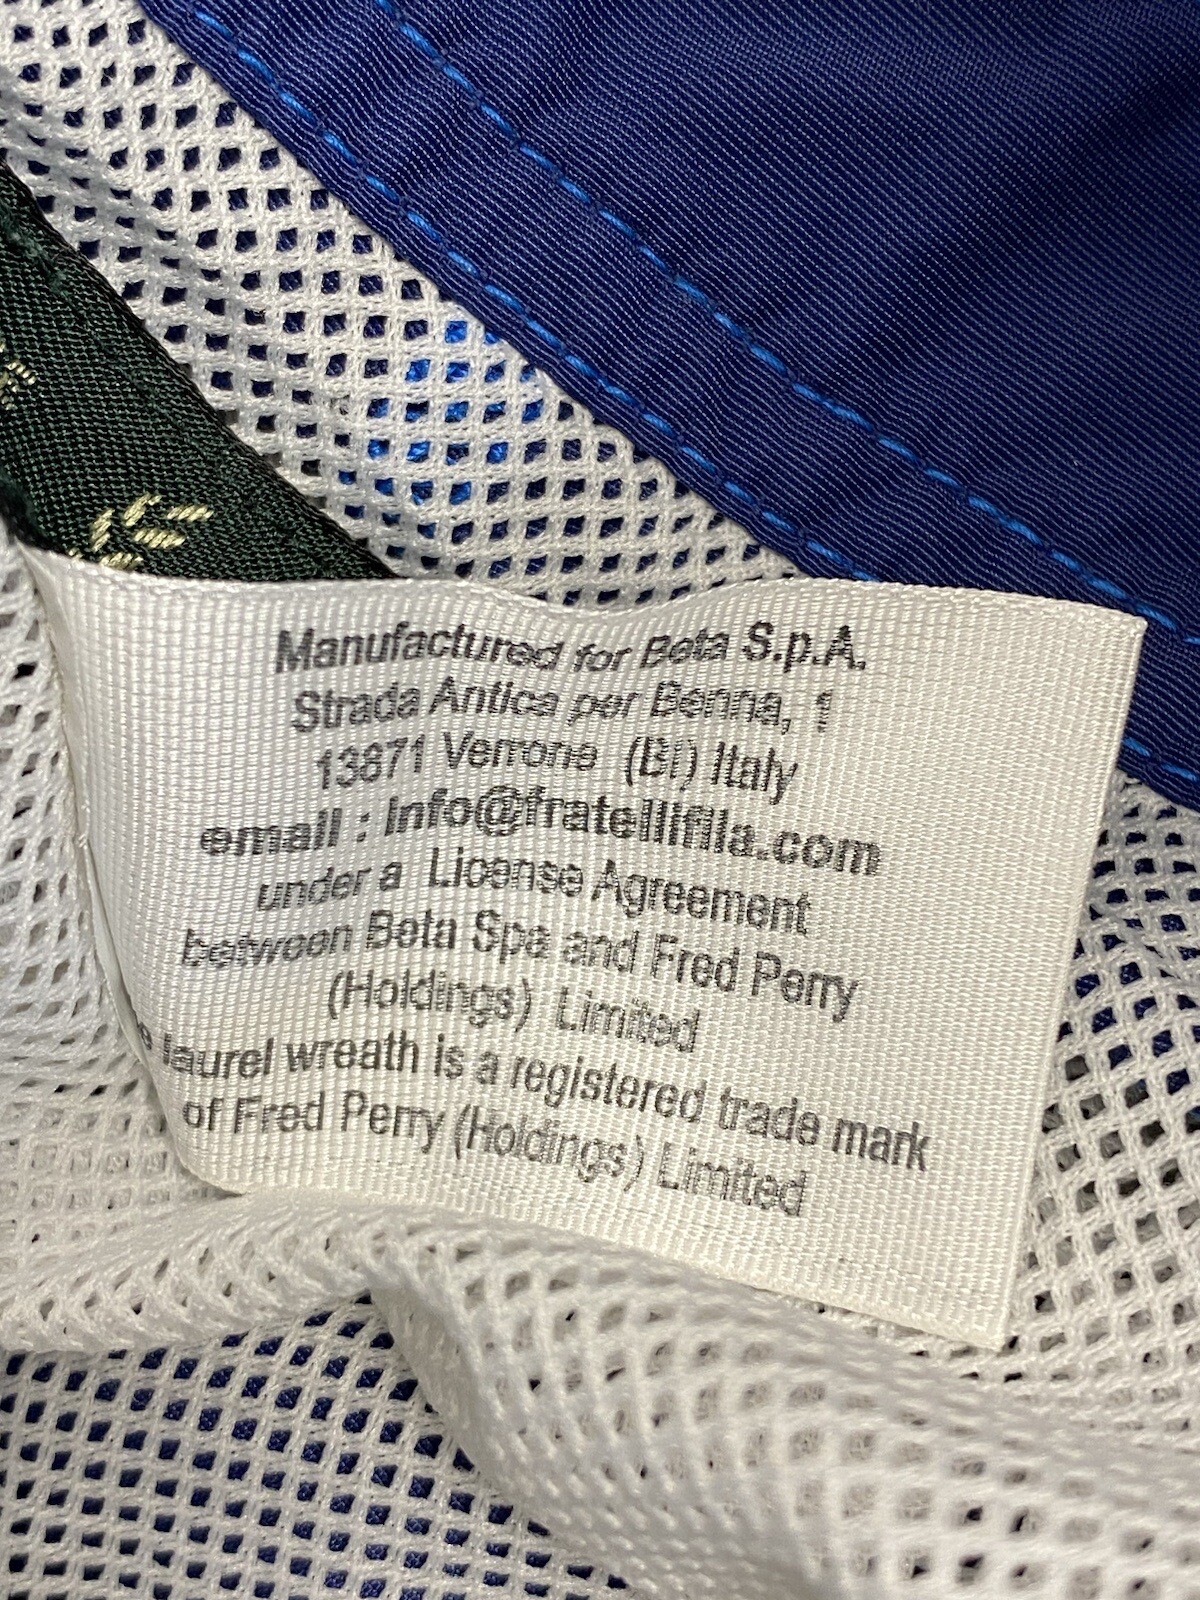 Manufactured for Beta S.p.A.
Strada Antica per Benna, 1
13871 Verrone (BI) Italy
email : info@fratellifila.com
under a License Agreement
between Beta Spa and Fred Perry
(Holdings) Limited
laurel wreath is a registered trade mark
of Fred Perry (Holdings) Limited